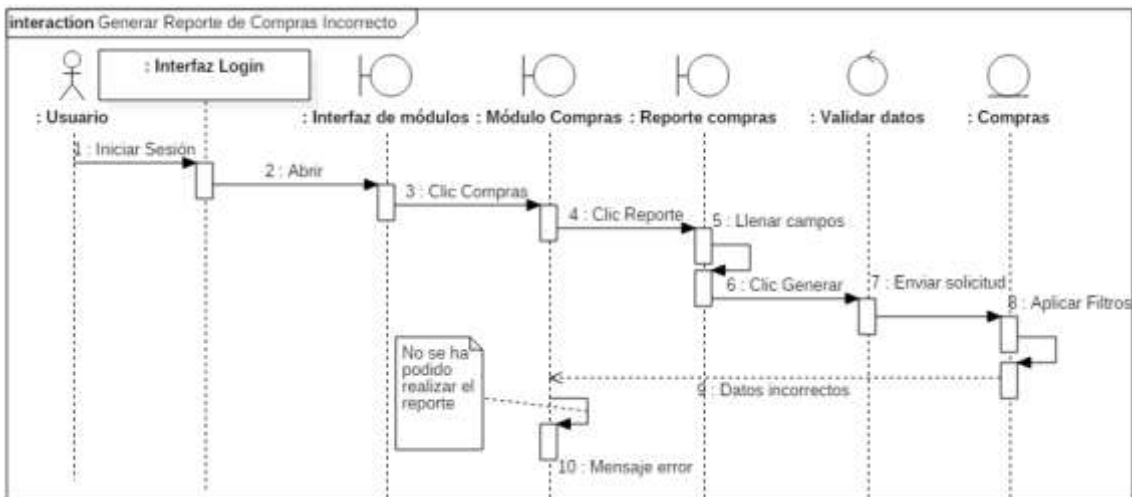 interaction Generar Reporte de Compras Incorrecto
: Interfaz Login
: Usuario
: Interfaz de módulos
: Módulo Compras
: Reporte compras
: Validar datos
: Compras
1 : Iniciar Sesión
2 : Abrir
3 : Clic Compras
4 : Clic Reporte
5 : Llenar campos
6 : Clic Generar
7 : Enviar solicitud
8 : Aplicar Filtros
No se ha
podido
realizar el
reporte
9 : Datos incorrectos
10 : Mensaje error